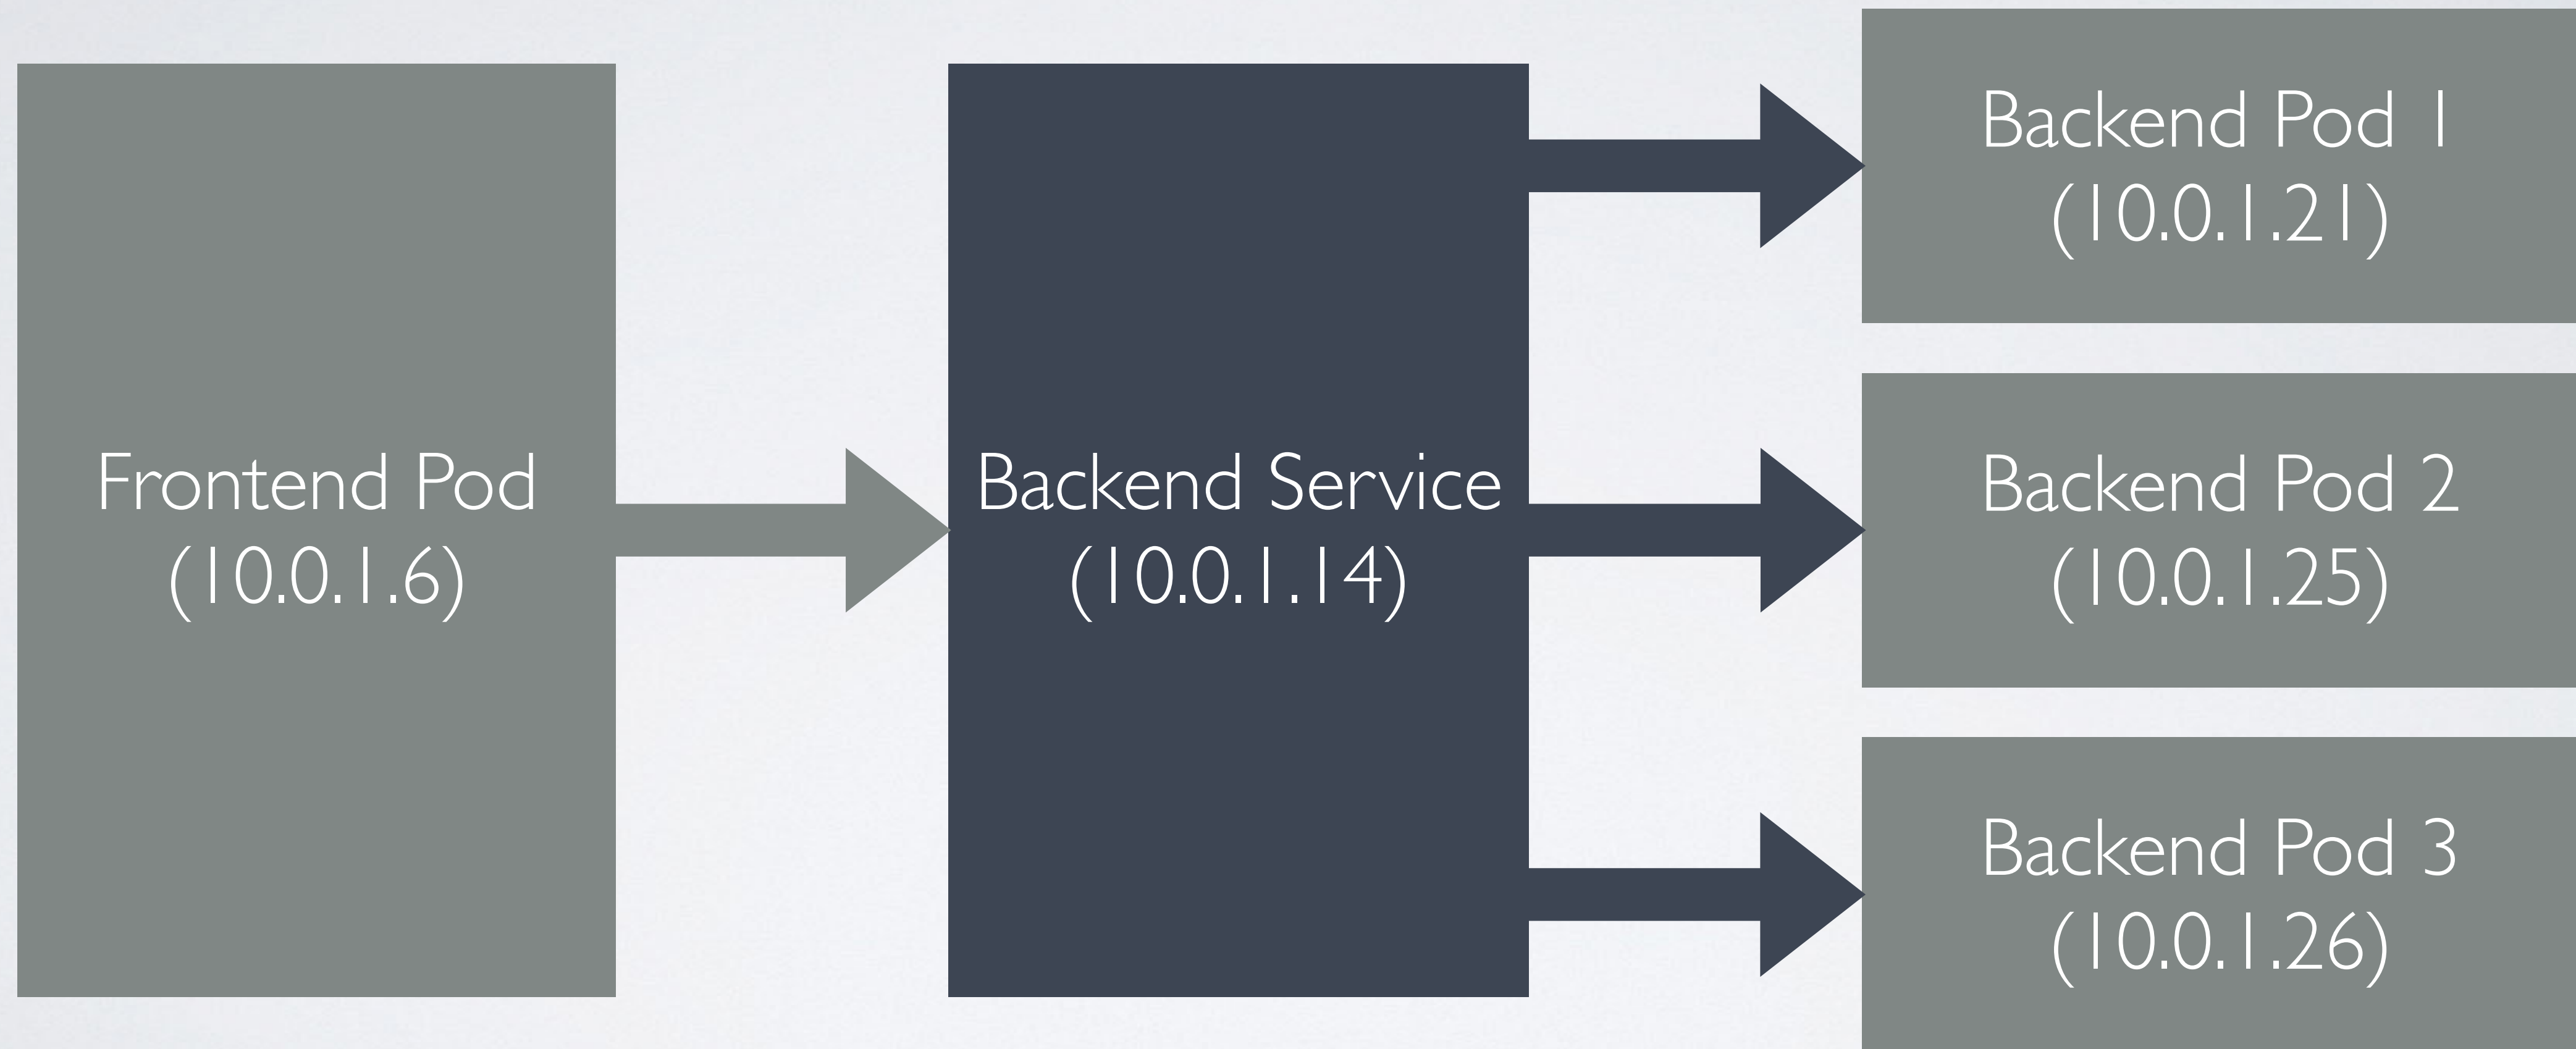 Frontend Pod
(10.0.1.6)
Backend Service
(10.0.1.14)
Backend Pod 1
(10.0.1.21)
Backend Pod 2
(10.0.1.25)
Backend Pod 3
(10.0.1.26)